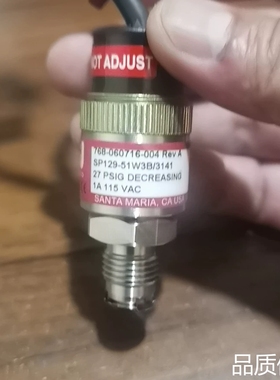 NOT ADJUST
768-060716-004 Rev A
SP129-51W3B/3141
27 PSIG DECREASING
1A 115 VAC
SANTA MARIA, CA USA
品质